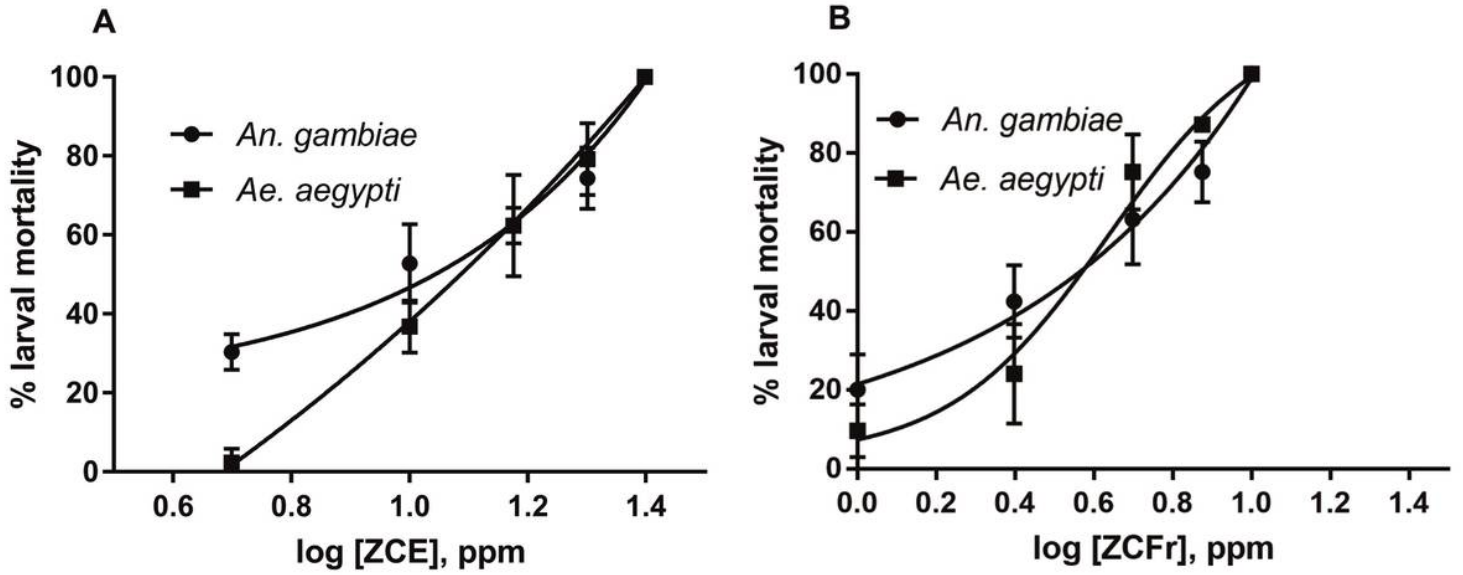 A
% larval mortality
100
80
60
40
20
0
An. gambiae
Ae. aegypti
0.6 0.8 1.0 1.2 1.4
log [ZCE], ppm
B
% larval mortality
100
80
60
40
20
0
An. gambiae
Ae. aegypti
0.0 0.2 0.4 0.6 0.8 1.0 1.2 1.4
log [ZCFr], ppm